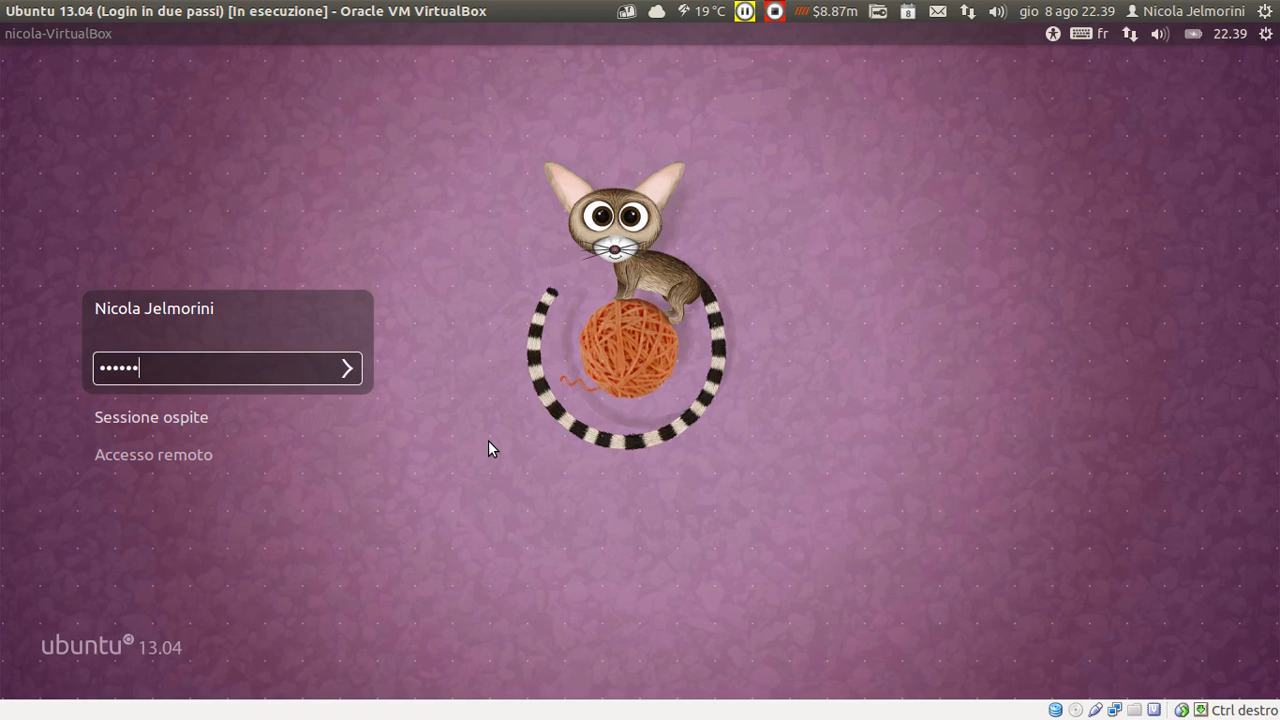 Ubuntu 13.04 (Login in due passi) [In esecuzione] - Oracle VM VirtualBox
19 °C
8
$8.87m
gio 8 ago 22.39
Nicola Jelmorini
nicola-VirtualBox
fr
22.39
Nicola Jelmorini
••••••
Sessione ospite
Accesso remoto
ubuntu 13.04
Ctrl destro